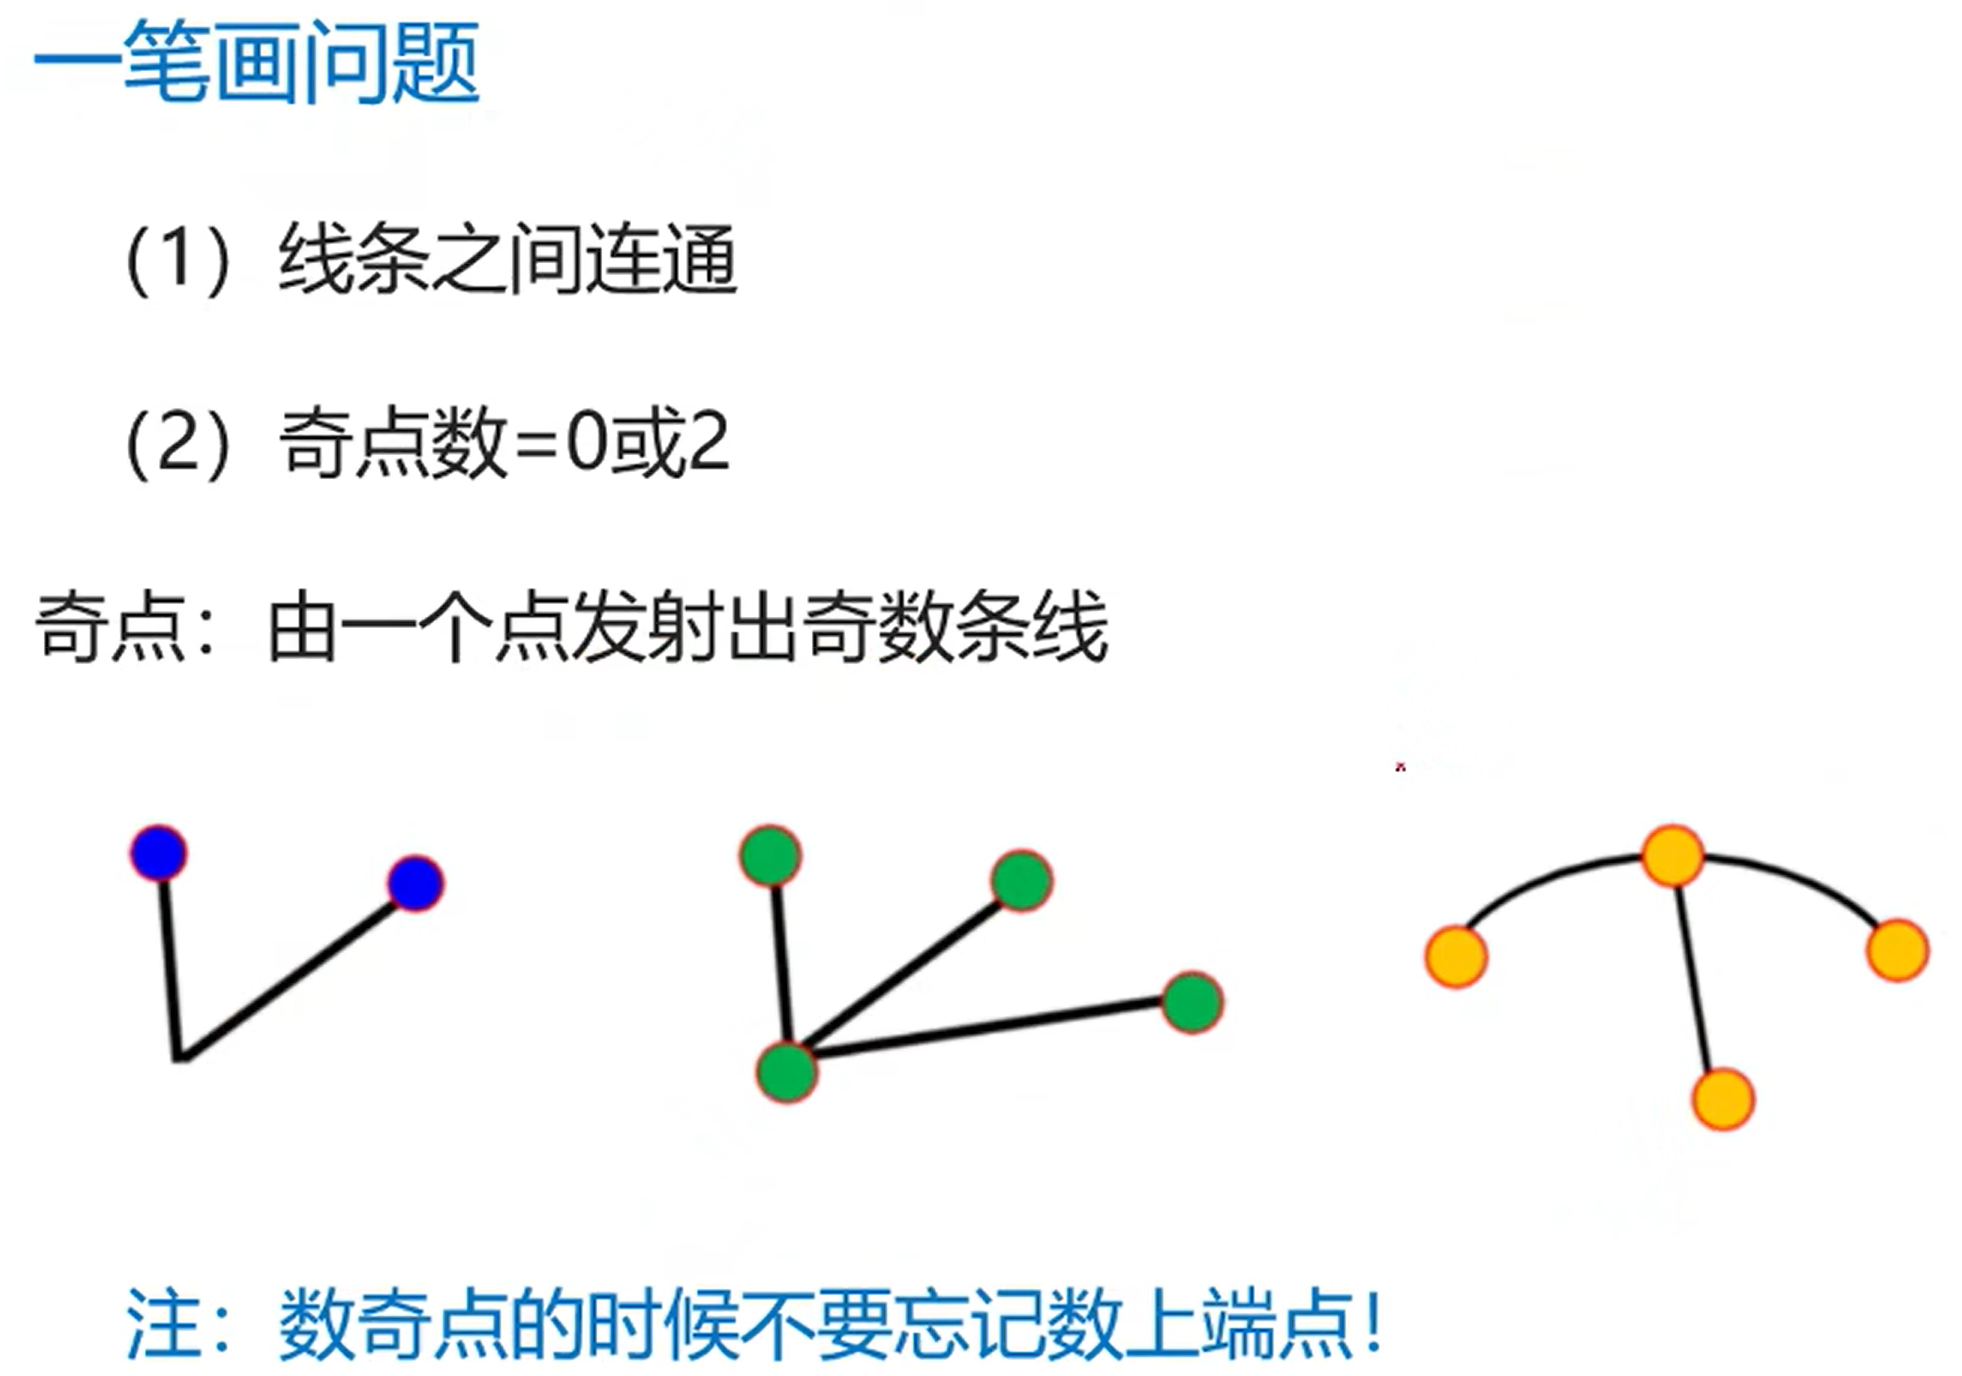 一笔画问题
（1）线条之间连通
（2）奇点数=0或2
奇点：由一个点发射出奇数条线
注：数奇点的时候不要忘记数上端点！